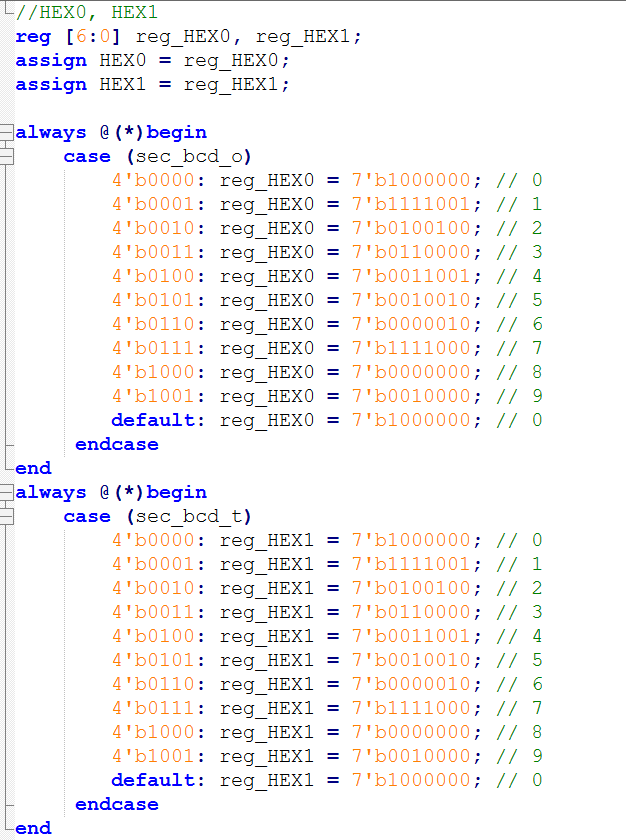 //HEX0, HEX1
reg [6:0] reg_HEX0, reg_HEX1;
assign HEX0 = reg_HEX0;
assign HEX1 = reg_HEX1;
always @(*)begin
case (sec_bcd_o)
4'b0000: reg_HEX0 = 7'b1000000; // 0
4'b0001: reg_HEX0 = 7'b1111001; // 1
4'b0010: reg_HEX0 = 7'b0100100; // 2
4'b0011: reg_HEX0 = 7'b0110000; // 3
4'b0100: reg_HEX0 = 7'b0011001; // 4
4'b0101: reg_HEX0 = 7'b0010010; // 5
4'b0110: reg_HEX0 = 7'b0000010; // 6
4'b0111: reg_HEX0 = 7'b1111000; // 7
4'b1000: reg_HEX0 = 7'b0000000; // 8
4'b1001: reg_HEX0 = 7'b0010000; // 9
default: reg_HEX0 = 7'b1000000; // 0
endcase
end
always @(*)begin
case (sec_bcd_t)
4'b0000: reg_HEX1 = 7'b1000000; // 0
4'b0001: reg_HEX1 = 7'b1111001; // 1
4'b0010: reg_HEX1 = 7'b0100100; // 2
4'b0011: reg_HEX1 = 7'b0110000; // 3
4'b0100: reg_HEX1 = 7'b0011001; // 4
4'b0101: reg_HEX1 = 7'b0010010; // 5
4'b0110: reg_HEX1 = 7'b0000010; // 6
4'b0111: reg_HEX1 = 7'b1111000; // 7
4'b1000: reg_HEX1 = 7'b0000000; // 8
4'b1001: reg_HEX1 = 7'b0010000; // 9
default: reg_HEX1 = 7'b1000000; // 0
endcase
end